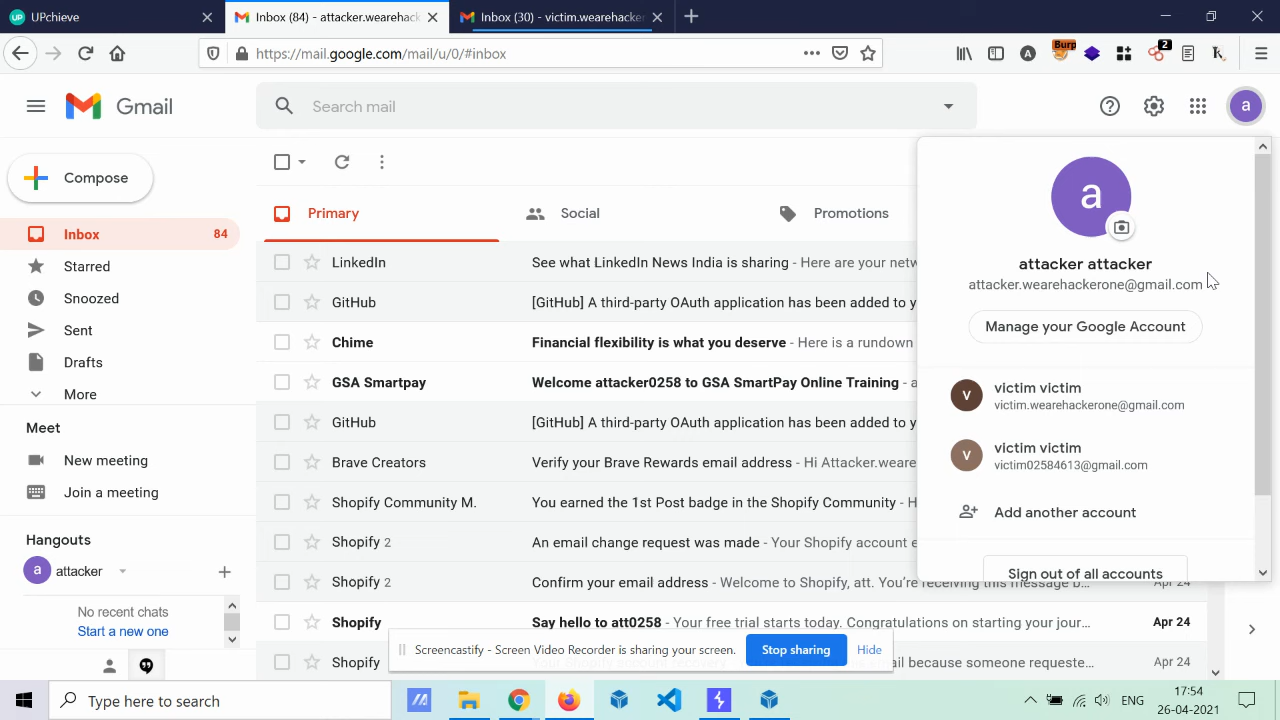 UPchieve
Inbox (84) - attacker.wearehack
Inbox (30) - victim.wearehacker
https://mail.google.com/mail/u/0/#inbox
A
Burp
2
Gmail
Search mail
a
Compose
Primary
Social
Promotions
Inbox
84
Starred
Snoozed
Sent
Drafts
More
LinkedIn
See what LinkedIn News India is sharing - Here are your netw
GitHub
[GitHub] A third-party OAuth application has been added to y
Chime
Financial flexibility is what you deserve - Here is a rundown
GSA Smartpay
Welcome attacker0258 to GSA SmartPay Online Training - a
GitHub
[GitHub] A third-party OAuth application has been added to y
Brave Creators
Verify your Brave Rewards email address - Hi Attacker.weare
Shopify Community M.
You earned the 1st Post badge in the Shopify Community - H
Shopify 2
An email change request was made - Your Shopify account e
Shopify 2
Confirm your email address - Welcome to Shopify, att. You're receiving this message b…
Apr 24
Shopify
Say hello to att0258 - Your free trial starts today. Congratulations on starting your jour…
Apr 24
Shopify
ail because someone requeste…
Apr 24
a
attacker attacker
attacker.wearehackerone@gmail.com
Manage your Google Account
V
victim victim
victim.wearehackerone@gmail.com
V
victim victim
victim02584613@gmail.com
Add another account
Sign out of all accounts
Meet
New meeting
Join a meeting
Hangouts
a
attacker
No recent chats
Start a new one
Screencastify - Screen Video Recorder is sharing your screen.
Stop sharing
Hide
Type here to search
ENG
17:54
26-04-2021